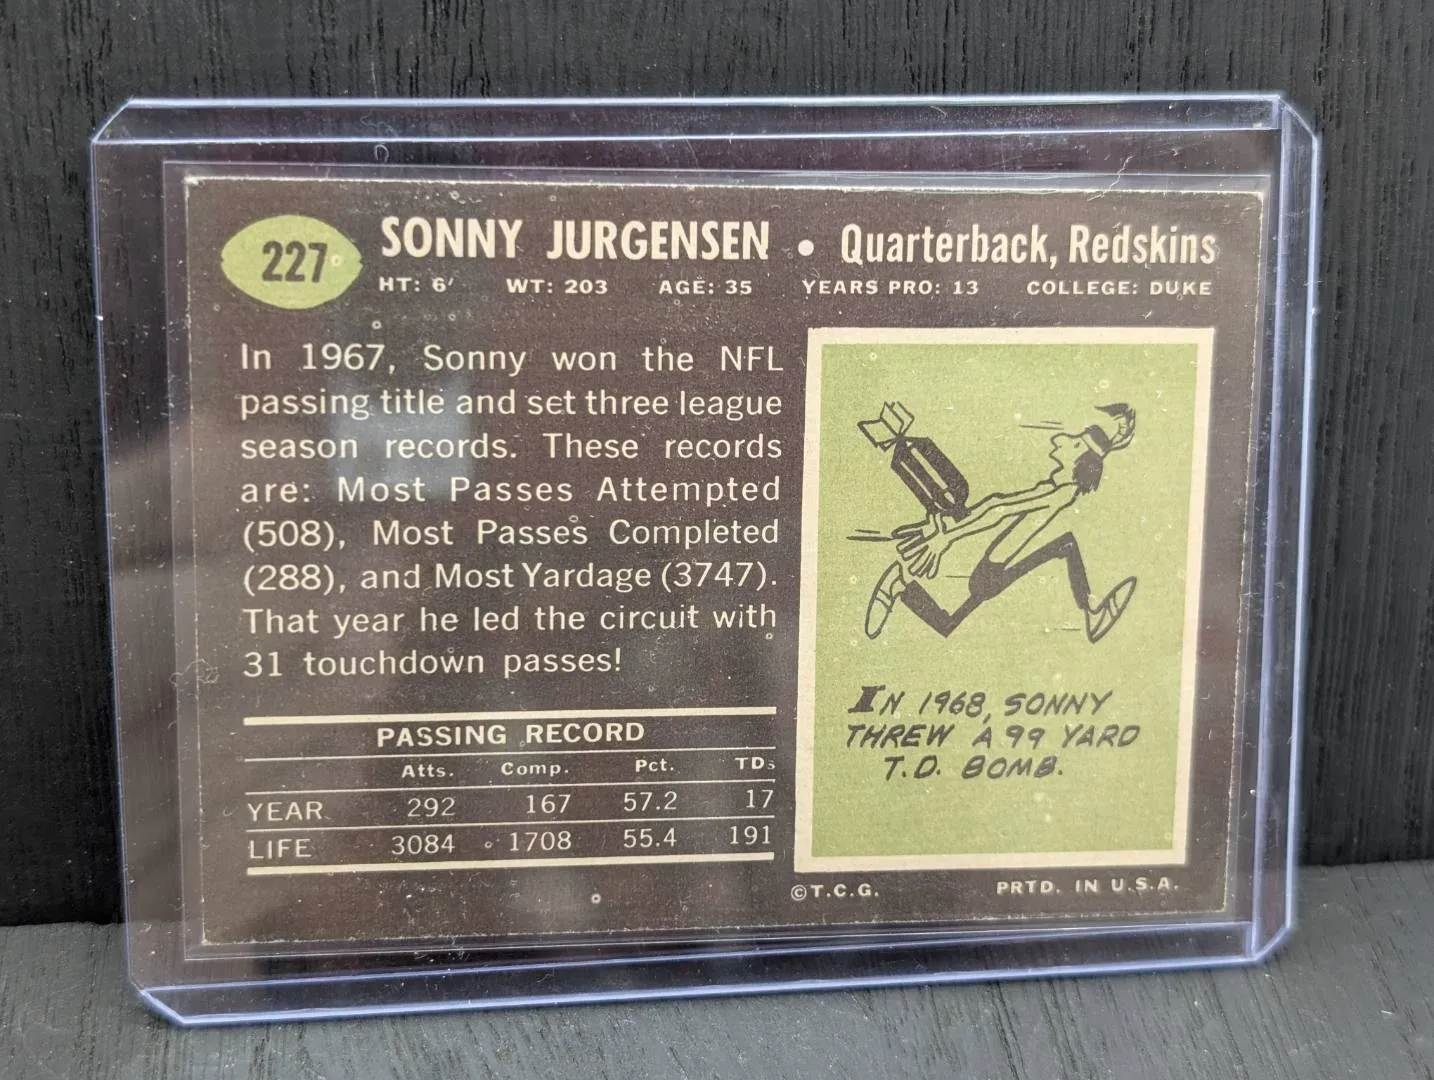 227
SONNY JURGENSEN • Quarterback, Redskins
HT: 6' WT: 203 AGE: 35 YEARS PRO: 13 COLLEGE: DUKE
In 1967, Sonny won the NFL
passing title and set three league
season records. These records
are: Most Passes Attempted
(508), Most Passes Completed
(288), and Most Yardage (3747).
That year he led the circuit with
31 touchdown passes!
PASSING RECORD
Atts. Comp. Pct. TDs
YEAR 292 167 57.2 17
LIFE 3084 1708 55.4 191
IN 1968, SONNY
THREW A 99 YARD
T.D. BOMB.
©T.C.G. PRTD. IN U.S.A.